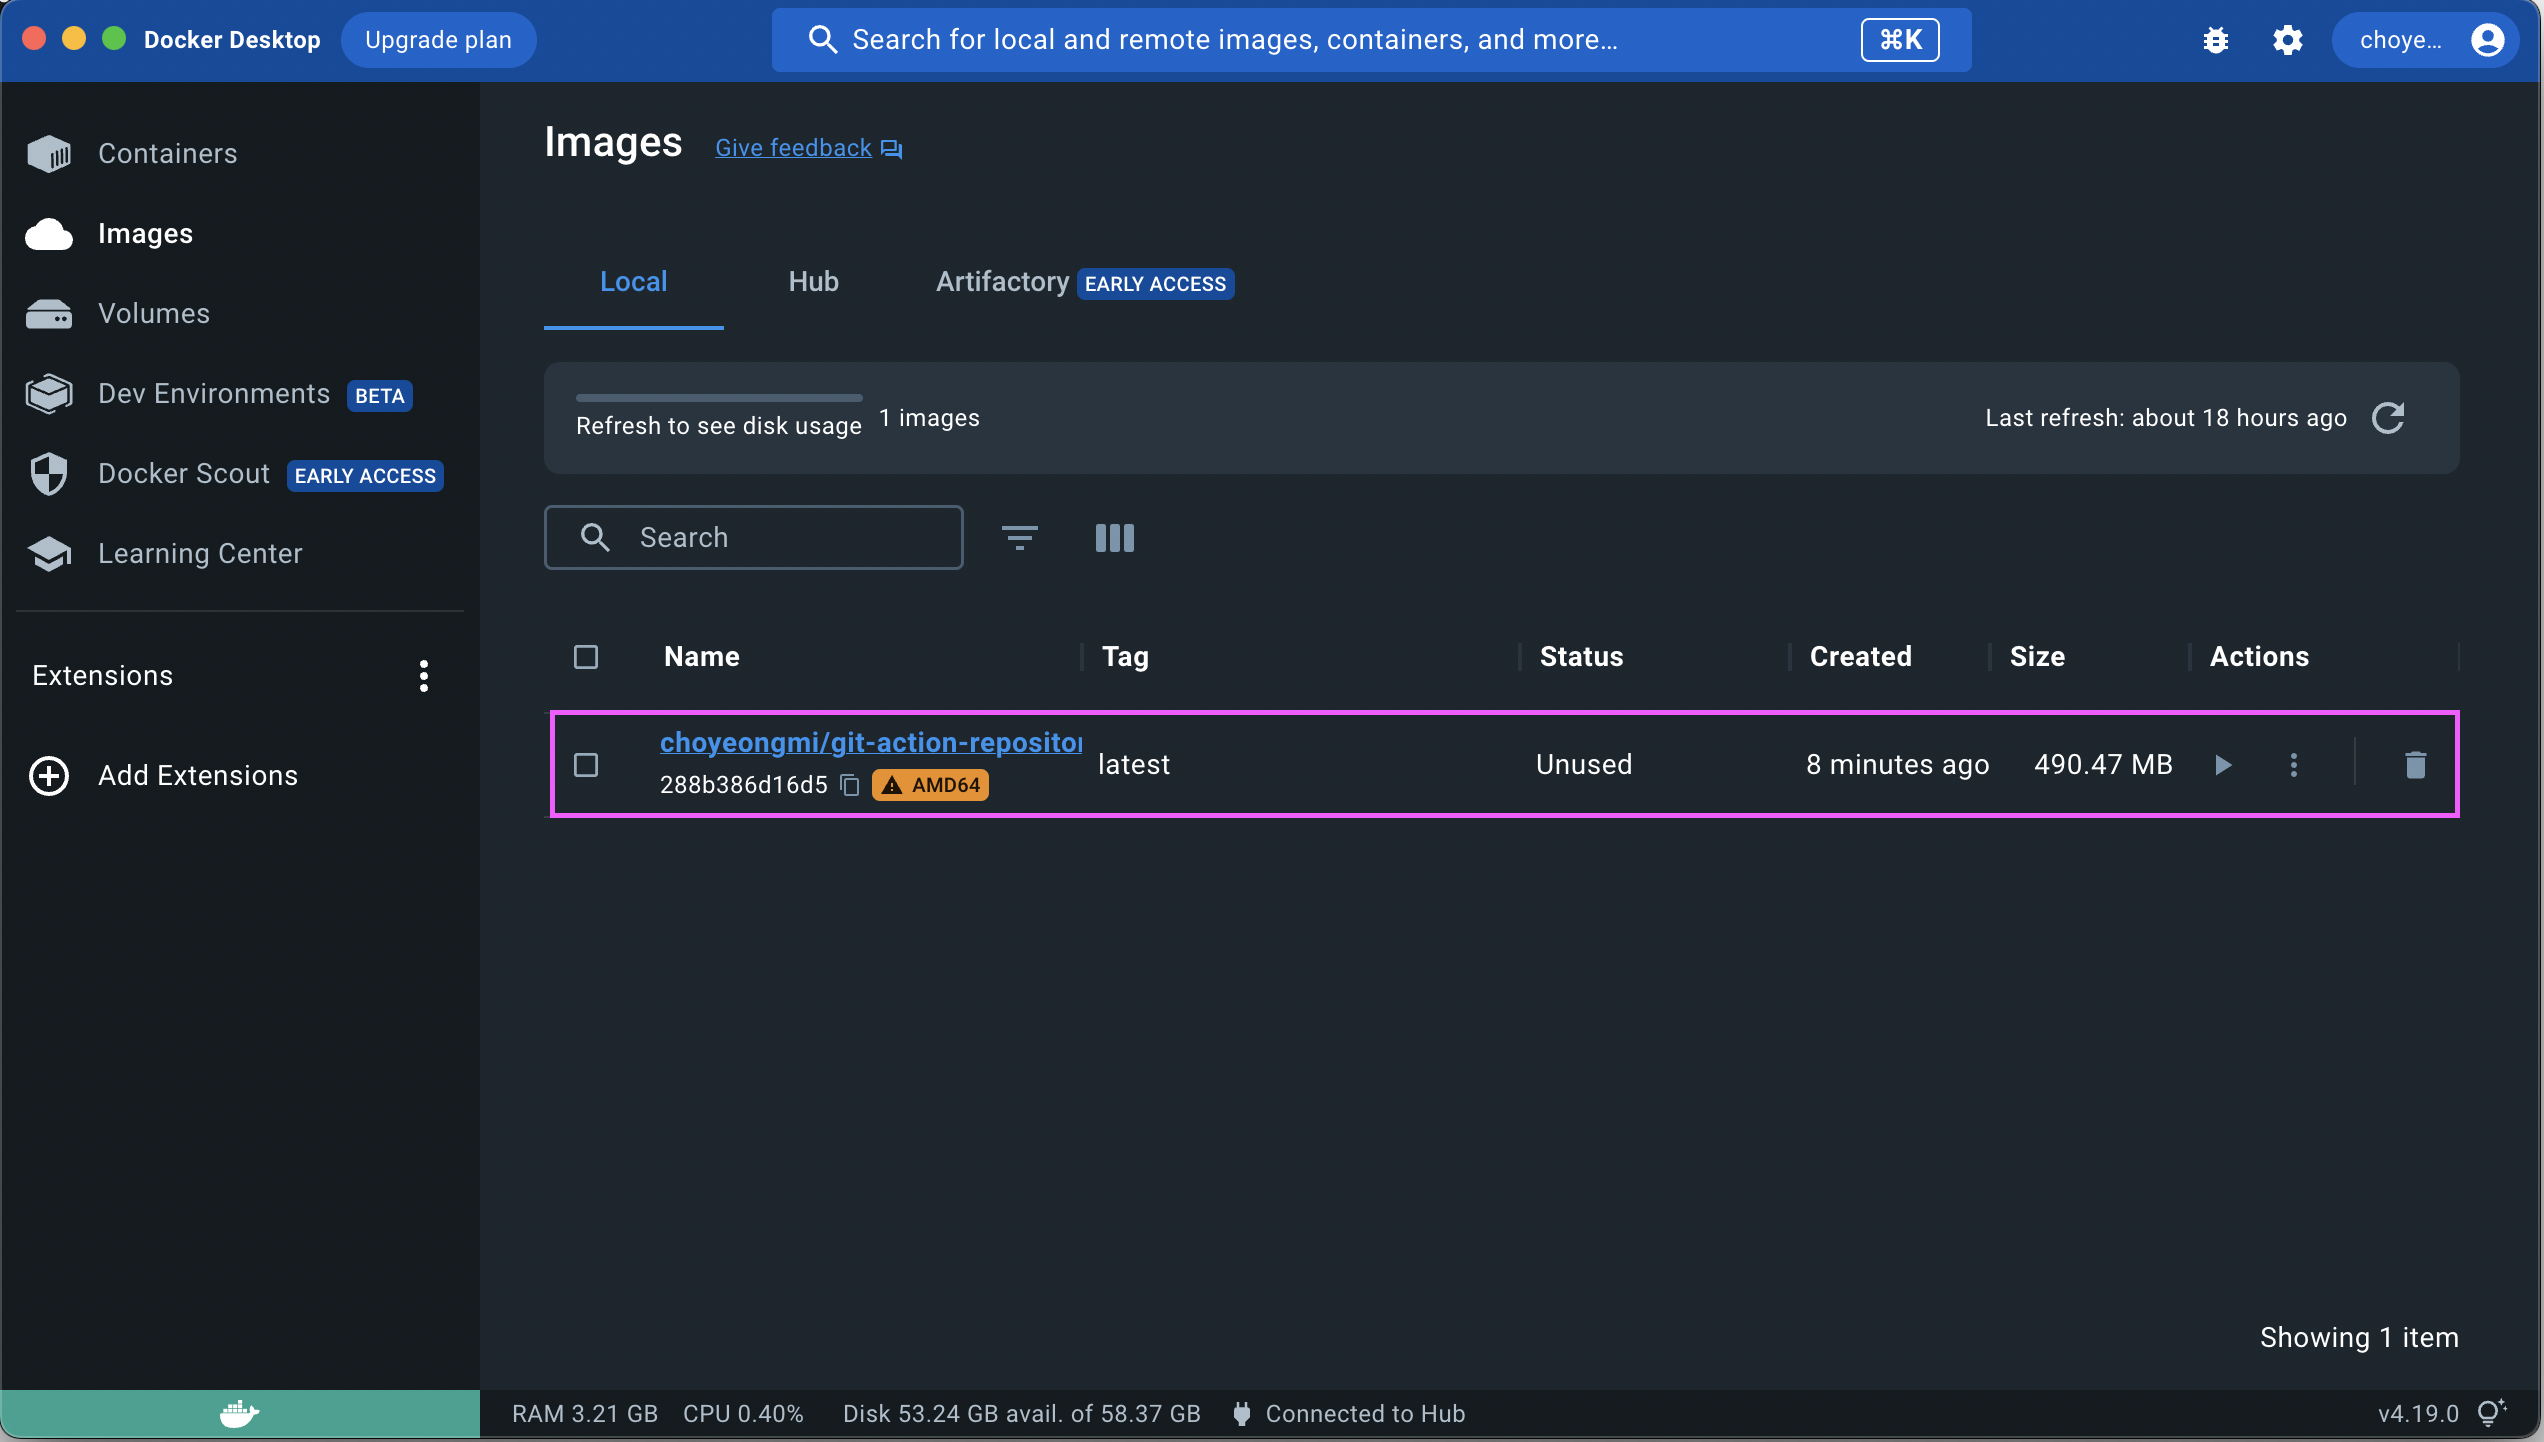 Docker Desktop
Upgrade plan
Search for local and remote images, containers, and more...
⌘K
choye...
Containers
Images
Volumes
Dev Environments BETA
Docker Scout EARLY ACCESS
Learning Center
Extensions
Add Extensions
Images
Give feedback
Local
Hub
Artifactory EARLY ACCESS
Refresh to see disk usage
1 images
Last refresh: about 18 hours ago
Search
Name Tag Status Created Size Actions
choyeongmi/git-action-repositor
288b386d16d5 AMD64
latest
Unused
8 minutes ago
490.47 MB
Showing 1 item
RAM 3.21 GB CPU 0.40% Disk 53.24 GB avail. of 58.37 GB Connected to Hub
v4.19.0